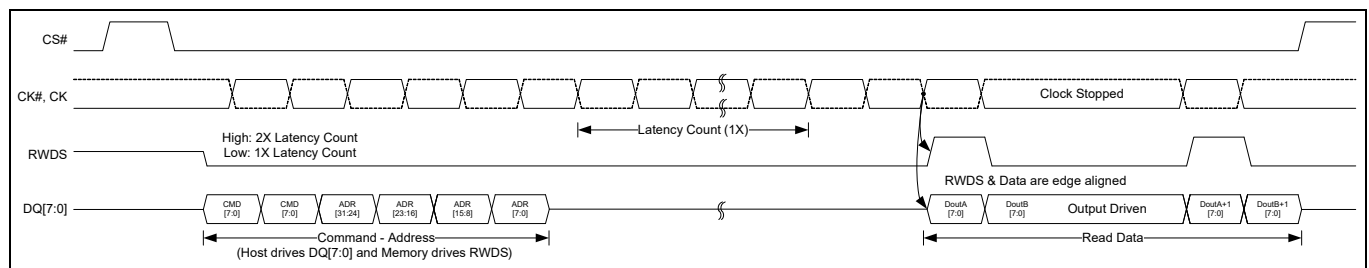 CS#
CK#, CK
Clock Stopped
Latency Count (1X)
High: 2X Latency Count
Low: 1X Latency Count
RWDS
RWDS & Data are edge aligned
DQ[7:0]
CMD
[7:0]
CMD
[7:0]
ADR
[31:24]
ADR
[23:16]
ADR
[15:8]
ADR
[7:0]
DoutA
[7:0]
DoutB
[7:0]
Output Driven
DoutA+1
[7:0]
DoutB+1
[7:0]
Command - Address
(Host drives DQ[7:0] and Memory drives RWDS)
Read Data